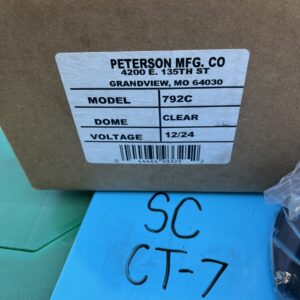 PETERSON MFG. CO
4200 E. 135TH ST
GRANDVIEW, MO 64030
MODEL 792C
DOME CLEAR
VOLTAGE 12/24
SC
CT-7